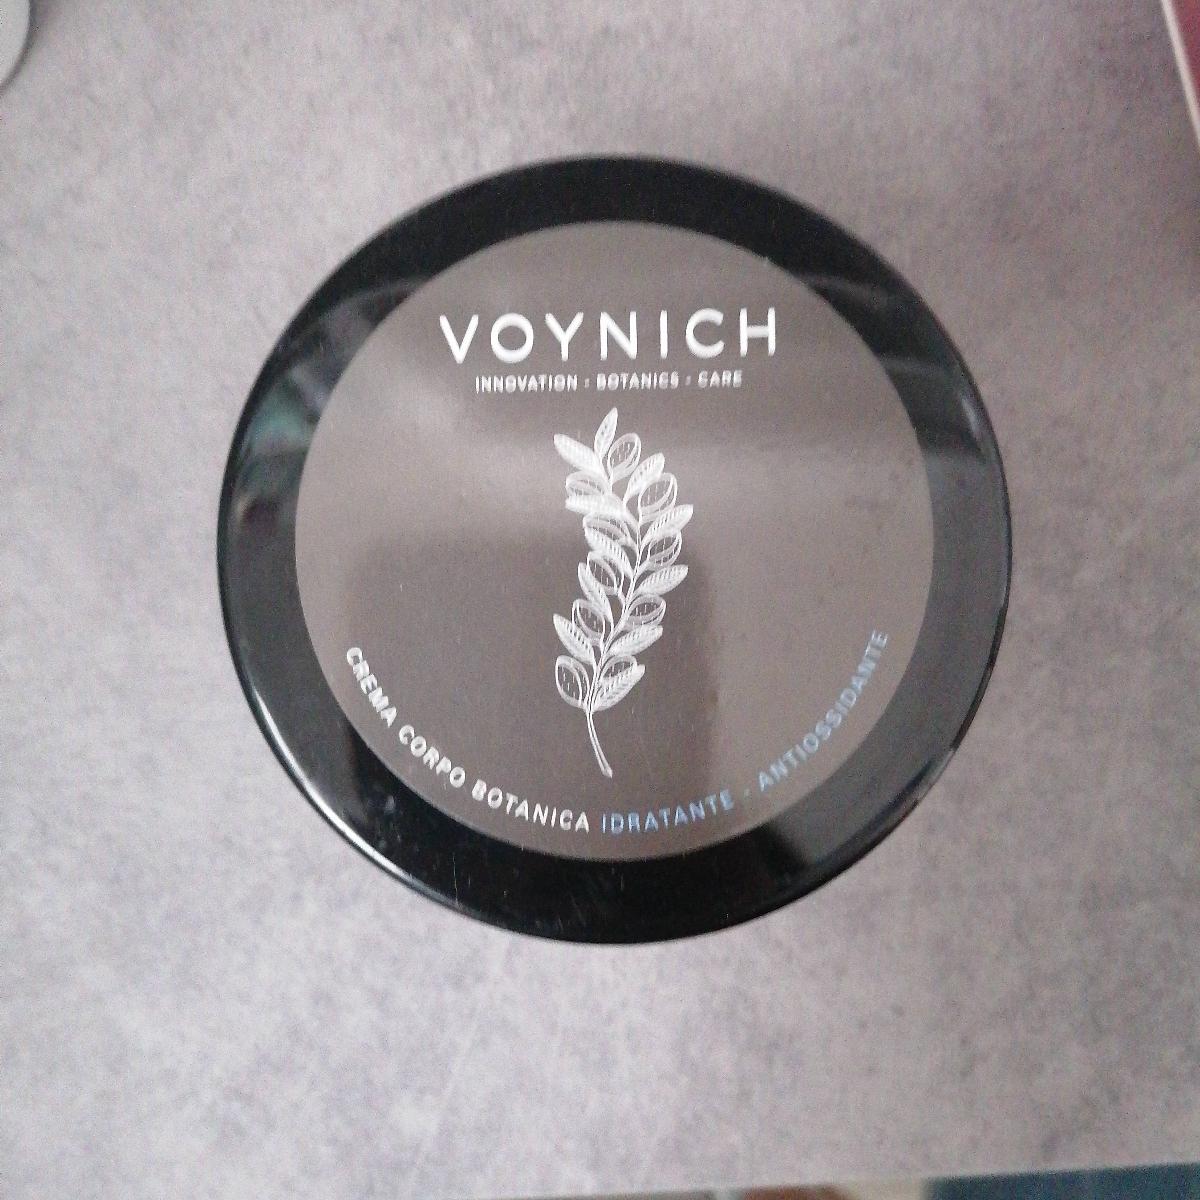 VOYNICH
INNOVATION : BOTANICS : CARE
CREMA CORPO BOTANICA IDRATANTE - ANTIOSSIDANTE